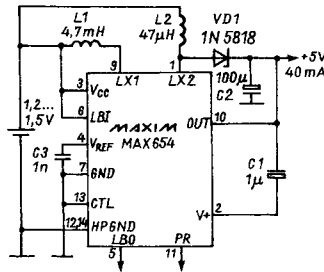 L1
4,7mH
L2
47µH
VD1
1N 5818
+5V
40mA
9
1
LX1
LX2
100µ
C2
3
Vcc
6
LBI
MAXIM
MAX654
OUT
10
1,2...
1,5V
4
VREF
C3
1n
7
GND
C1
1µ
13
CTL
V+
2
12,14
HPGND
LBO
PR
5
11